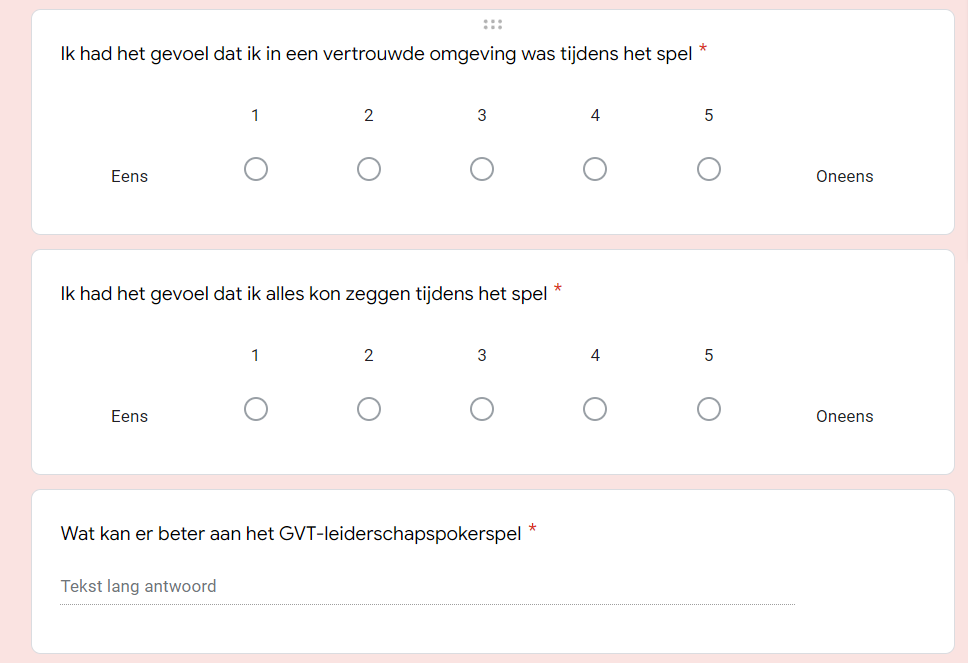 Ik had het gevoel dat ik in een vertrouwde omgeving was tijdens het spel *
1 2 3 4 5
Eens Oneens
Ik had het gevoel dat ik alles kon zeggen tijdens het spel *
1 2 3 4 5
Eens Oneens
Wat kan er beter aan het GVT-leiderschapspokerspel *
Tekst lang antwoord